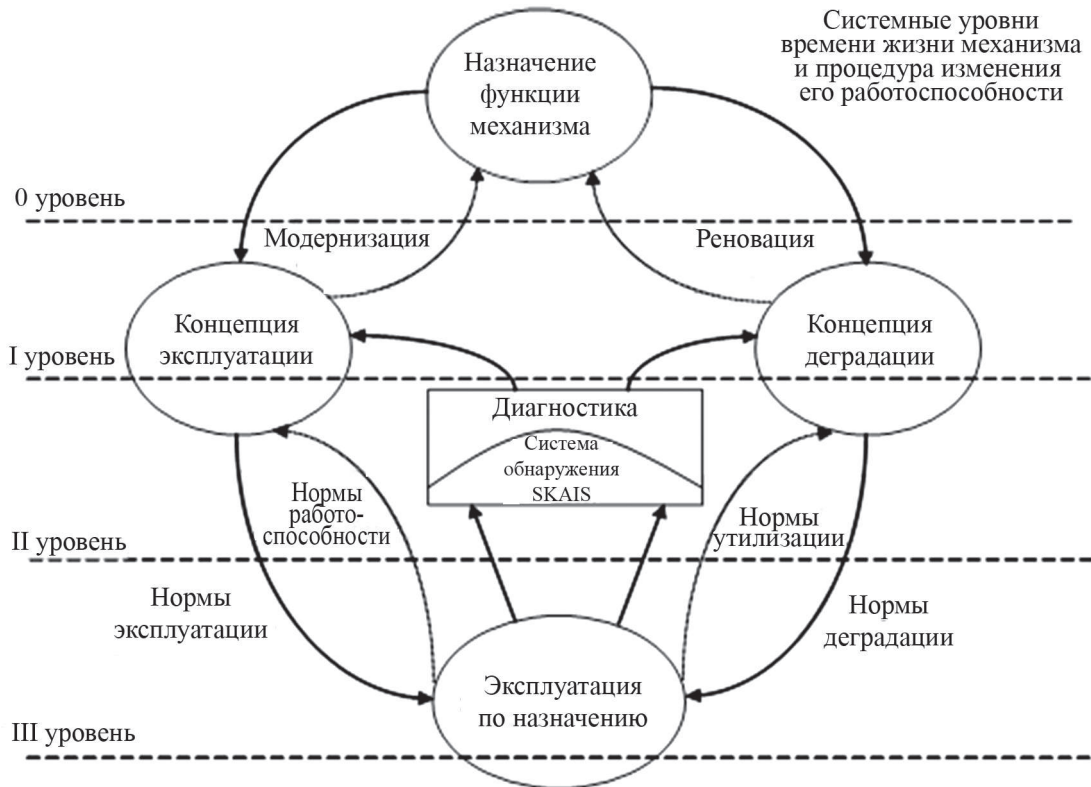 Системные уровни
времени жизни механизма
и процедура изменения
его работоспособности
Назначение
функции
механизма
0 уровень
Модернизация
Реновация
Концепция
эксплуатации
Концепция
деградации
I уровень
Диагностика
Система
обнаружения
SKAIS
Нормы
работо-
способности
Нормы
утилизации
II уровень
Нормы
эксплуатации
Нормы
деградации
Эксплуатация
по назначению
III уровень